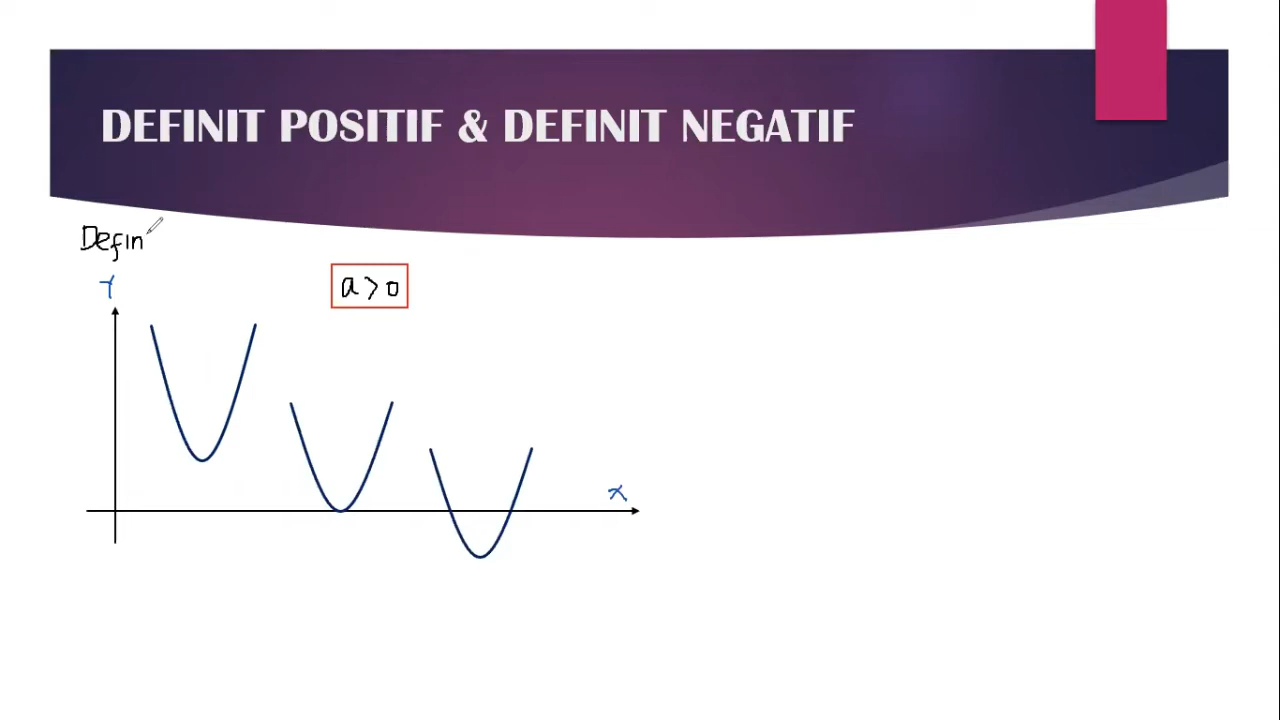 DEFINIT POSITIF & DEFINIT NEGATIF
Defin
Y
a > 0
x